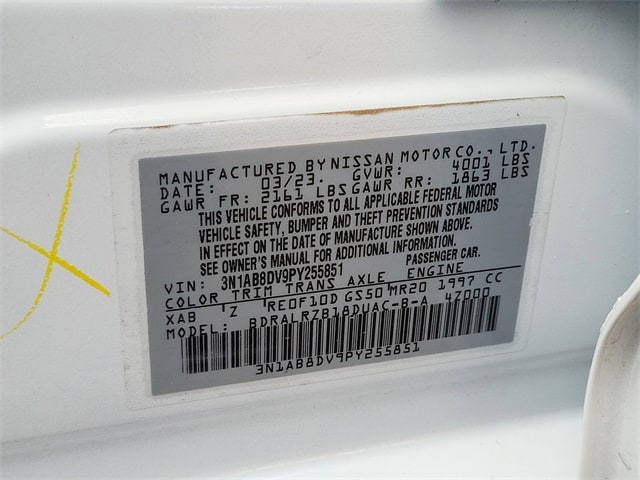 MANUFACTURED BY NISSAN MOTOR CO., LTD.
DATE: 03/23. GVWR: 4001 LBS
GAWR FR: 2161 LBS GAWR RR: 1863 LBS
THIS VEHICLE CONFORMS TO ALL APPLICABLE FEDERAL MOTOR
VEHICLE SAFETY, BUMPER AND THEFT PREVENTION STANDARDS
IN EFFECT ON THE DATE OF MANUFACTURE SHOWN ABOVE.
SEE OWNER'S MANUAL FOR ADDITIONAL INFORMATION.
VIN: 3N1AB8DV9PY255851 PASSENGER CAR.
COLOR TRIM TRANS AXLE ENGINE
XAB Z RE0F10D GS50 MR20 1997 CC
MODEL: BDRALRZB18DUAC-B-A 4Z000
3N1AB8DV9PY255851